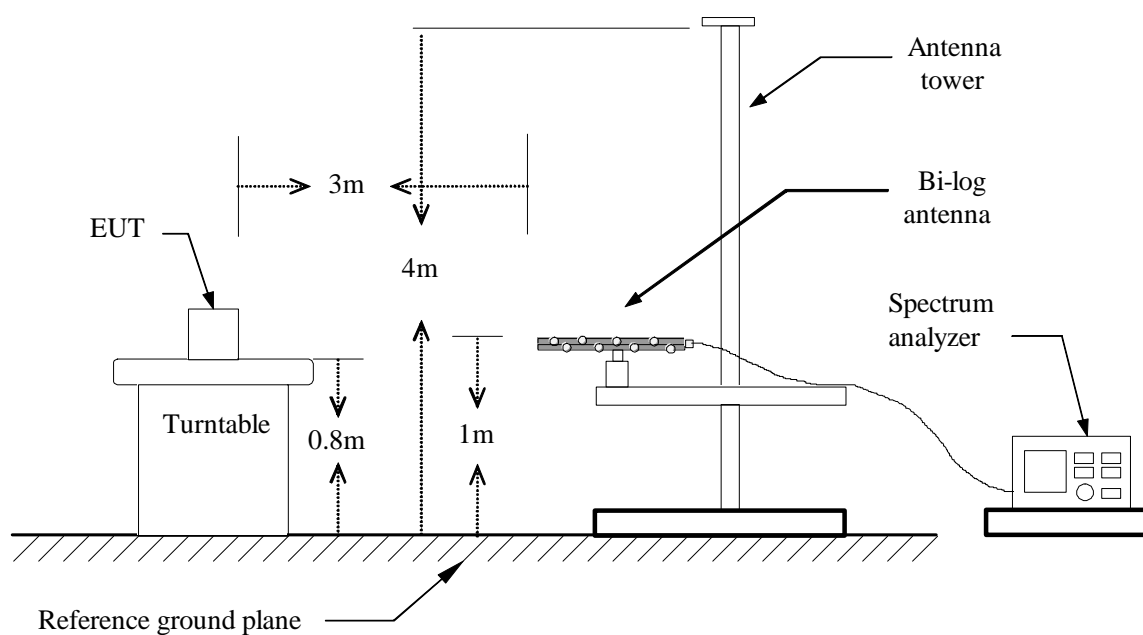 Antenna
tower
3m
Bi-log
antenna
EUT
4m
Spectrum
analyzer
Turntable
0.8m
1m
Reference ground plane